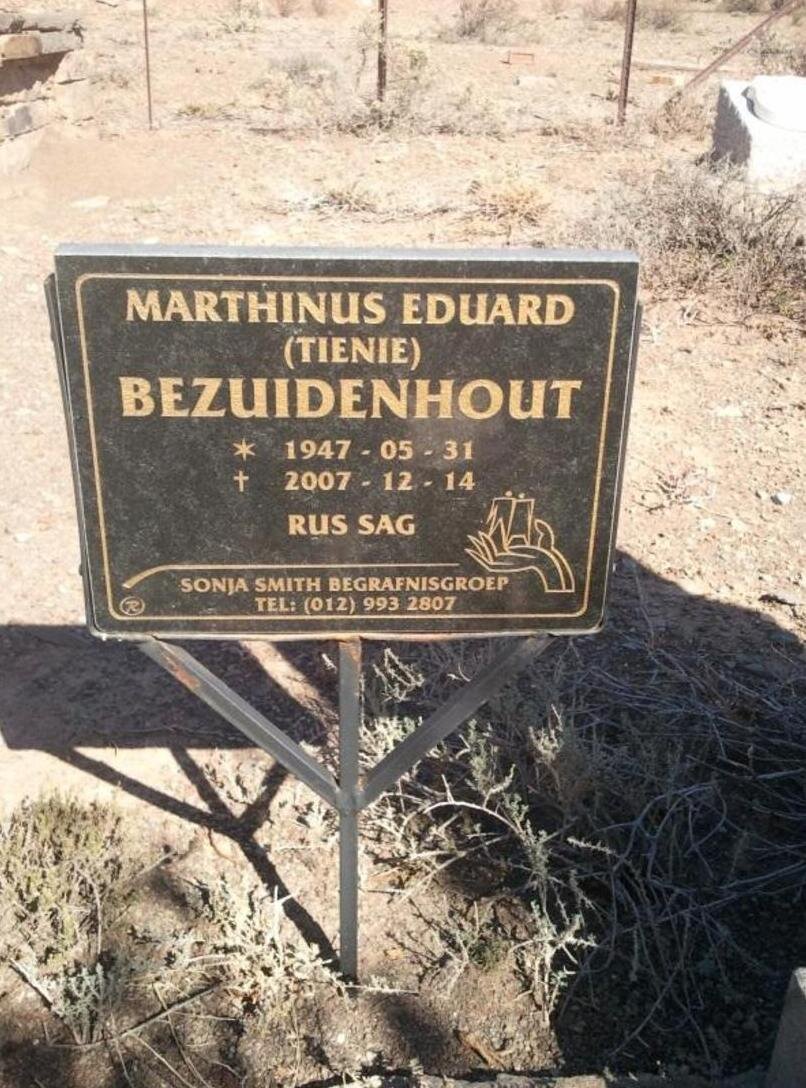 MARTHINUS EDUARD
(TIENIE)
BEZUIDENHOUT
* 1947 - 05 - 31
† 2007 - 12 - 14
RUS SAG
SONJA SMITH BEGRAFNISGROEP
TEL: (012) 993 2807
®